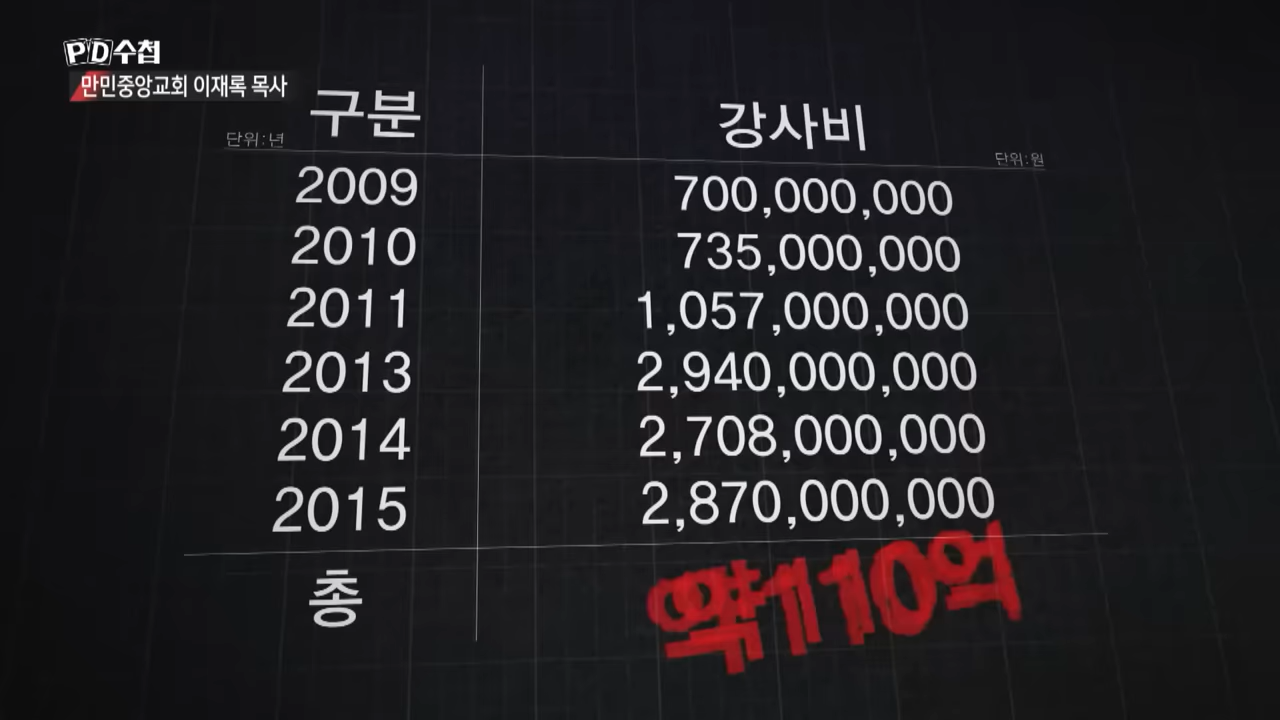 PD수첩
만민중앙교회 이재록 목사
구분 강사비
단위:년 단위:원
2009 700,000,000
2010 735,000,000
2011 1,057,000,000
2013 2,940,000,000
2014 2,708,000,000
2015 2,870,000,000
총 약110억